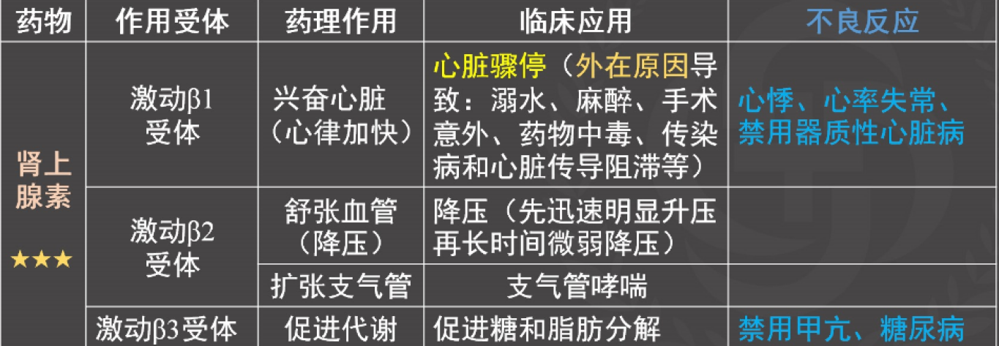 药物 作用受体 药理作用 临床应用 不良反应
肾上
腺素
★★★
激动β1
受体
兴奋心脏
（心律加快）
心脏骤停（外在原因导
致：溺水、麻醉、手术
意外、药物中毒、传染
病和心脏传导阻滞等）
心悸、心率失常、
禁用器质性心脏病
激动β2
受体
舒张血管
（降压）
降压（先迅速明显升压
再长时间微弱降压）
扩张支气管
支气管哮喘
激动β3受体
促进代谢
促进糖和脂肪分解
禁用甲亢、糖尿病